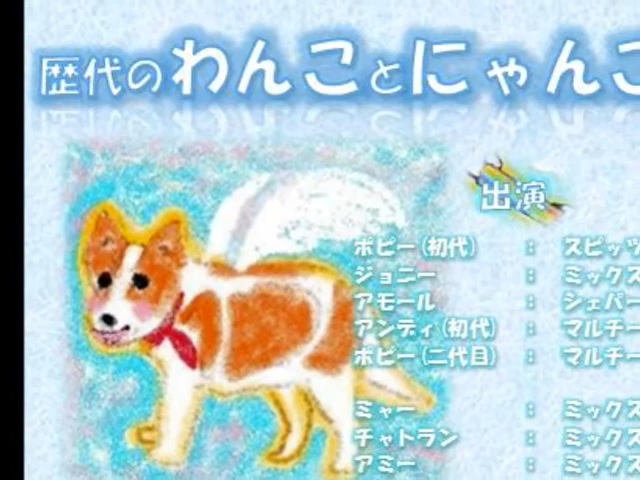 歴代のわんことにゃんこ
出演
ポピー(初代) : スピッツ
ジョニー : ミックス
アモール : シェパー
アンディ(初代) : マルチー
ポピー(二代目) : マルチー
ミャー : ミックス
チャトラン : ミックス
アミー : ミックス